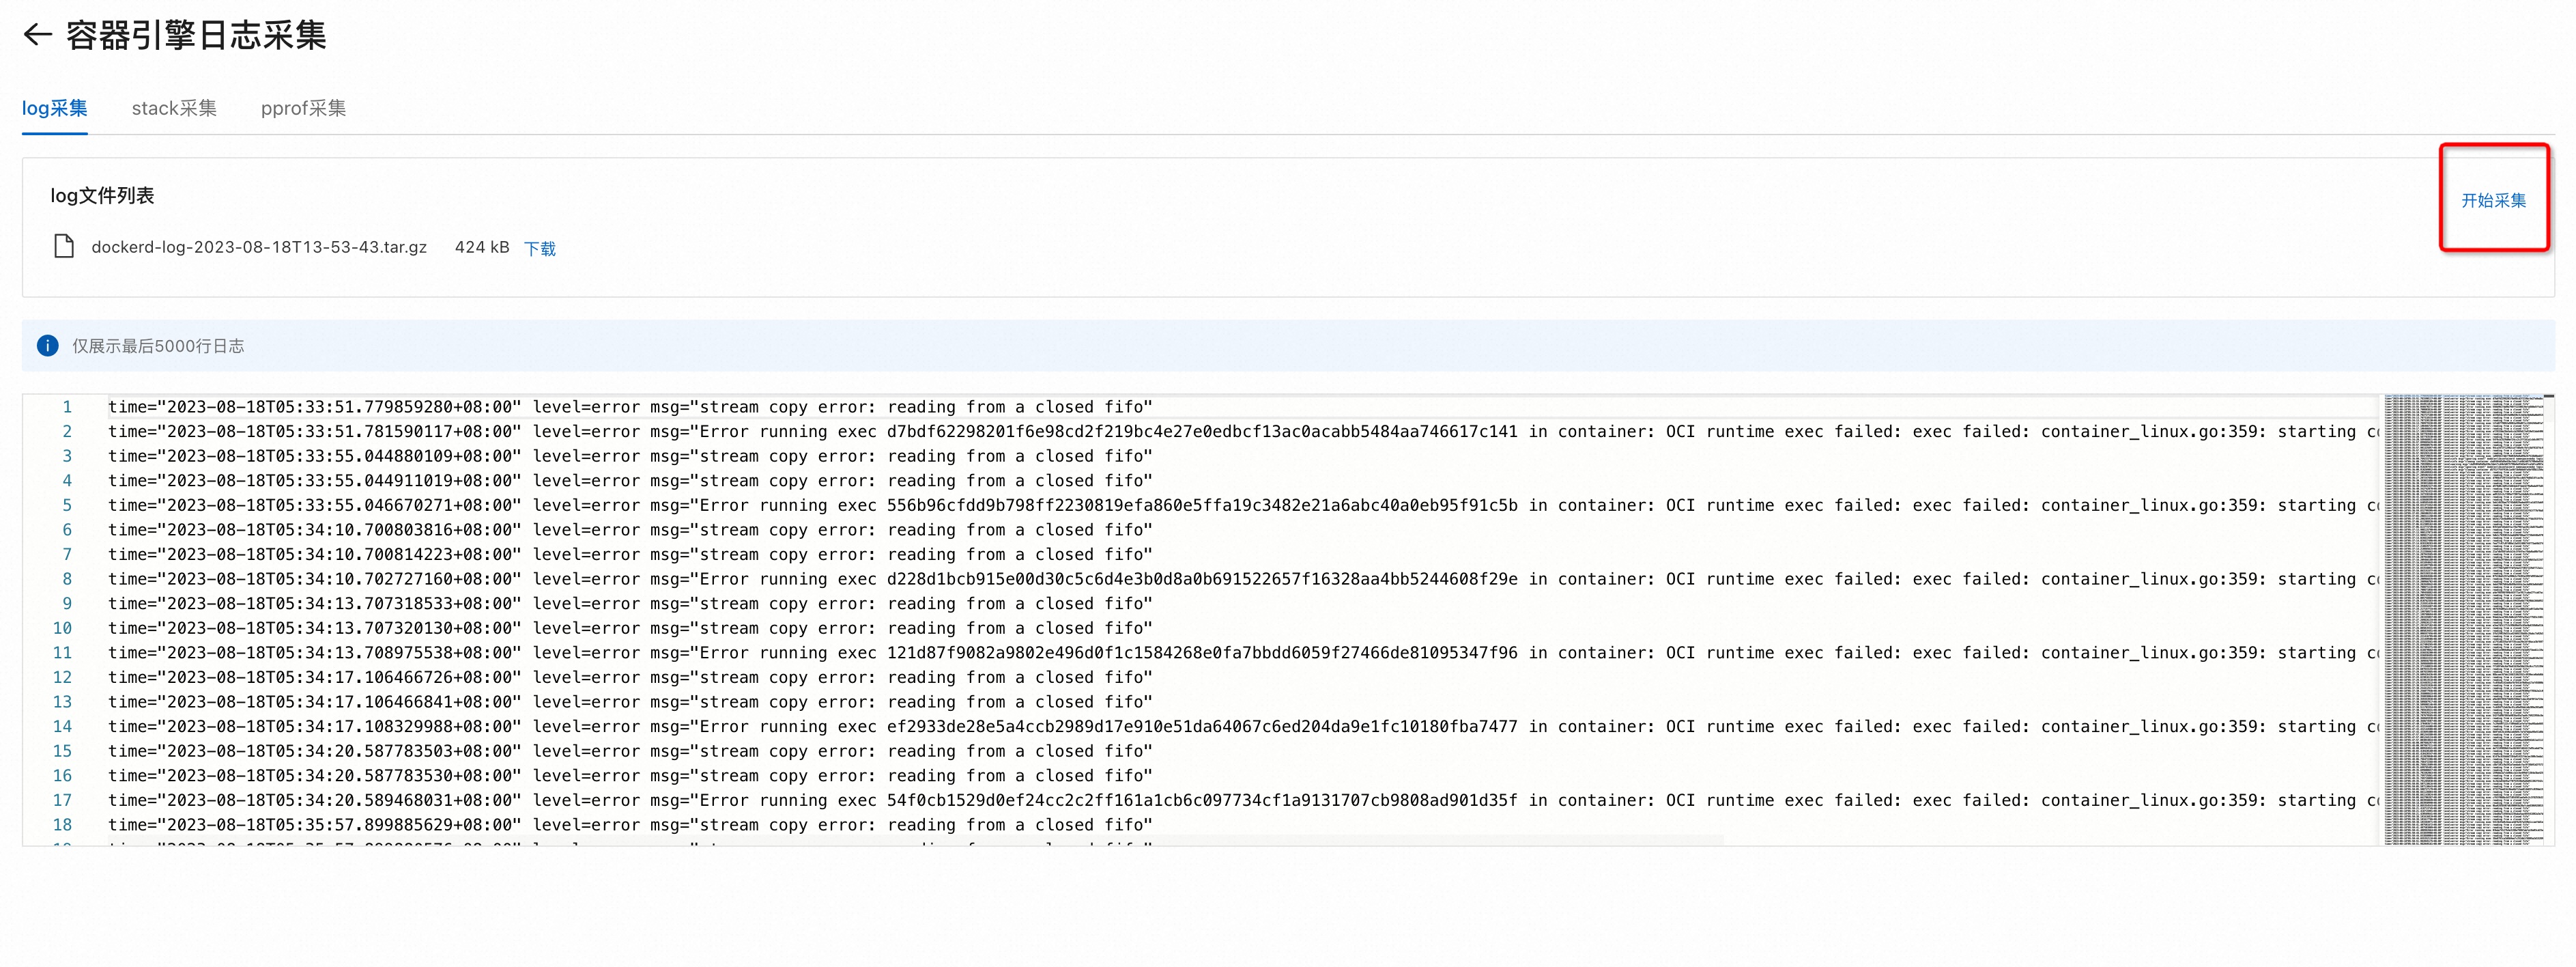 容器引擎日志采集
log采集 stack采集 pprof采集
log文件列表
开始采集
dockerd-log-2023-08-18T13-53-43.tar.gz 424 kB 下载
仅展示最后5000行日志
1 time="2023-08-18T05:33:51.779859280+08:00" level=error msg="stream copy error: reading from a closed fifo"
2 time="2023-08-18T05:33:51.781590117+08:00" level=error msg="Error running exec d7bdf62298201f6e98cd2f219bc4e27e0edbcf13ac0acabb5484aa746617c141 in container: OCI runtime exec failed: exec failed: container_linux.go:359: starting co
3 time="2023-08-18T05:33:55.044880109+08:00" level=error msg="stream copy error: reading from a closed fifo"
4 time="2023-08-18T05:33:55.044911019+08:00" level=error msg="stream copy error: reading from a closed fifo"
5 time="2023-08-18T05:33:55.046670271+08:00" level=error msg="Error running exec 556b96cfdd9b798ff2230819efa860e5ffa19c3482e21a6abc40a0eb95f91c5b in container: OCI runtime exec failed: exec failed: container_linux.go:359: starting co
6 time="2023-08-18T05:34:10.700803816+08:00" level=error msg="stream copy error: reading from a closed fifo"
7 time="2023-08-18T05:34:10.700814223+08:00" level=error msg="stream copy error: reading from a closed fifo"
8 time="2023-08-18T05:34:10.702727160+08:00" level=error msg="Error running exec d228d1bcb915e00d30c5c6d4e3b0d8a0b691522657f16328aa4bb5244608f29e in container: OCI runtime exec failed: exec failed: container_linux.go:359: starting co
9 time="2023-08-18T05:34:13.707318533+08:00" level=error msg="stream copy error: reading from a closed fifo"
10 time="2023-08-18T05:34:13.707320130+08:00" level=error msg="stream copy error: reading from a closed fifo"
11 time="2023-08-18T05:34:13.708975538+08:00" level=error msg="Error running exec 121d87f9082a9802e496d0f1c1584268e0fa7bbdd6059f27466de81095347f96 in container: OCI runtime exec failed: exec failed: container_linux.go:359: starting co
12 time="2023-08-18T05:34:17.106466726+08:00" level=error msg="stream copy error: reading from a closed fifo"
13 time="2023-08-18T05:34:17.106466841+08:00" level=error msg="stream copy error: reading from a closed fifo"
14 time="2023-08-18T05:34:17.108329988+08:00" level=error msg="Error running exec ef2933de28e5a4ccb2989d17e910e51da64067c6ed204da9e1fc10180fba7477 in container: OCI runtime exec failed: exec failed: container_linux.go:359: starting co
15 time="2023-08-18T05:34:20.587783503+08:00" level=error msg="stream copy error: reading from a closed fifo"
16 time="2023-08-18T05:34:20.587783530+08:00" level=error msg="stream copy error: reading from a closed fifo"
17 time="2023-08-18T05:34:20.589468031+08:00" level=error msg="Error running exec 54f0cb1529d0ef24cc2c2ff161a1cb6c097734cf1a9131707cb9808ad901d35f in container: OCI runtime exec failed: exec failed: container_linux.go:359: starting co
18 time="2023-08-18T05:35:57.899885629+08:00" level=error msg="stream copy error: reading from a closed fifo"